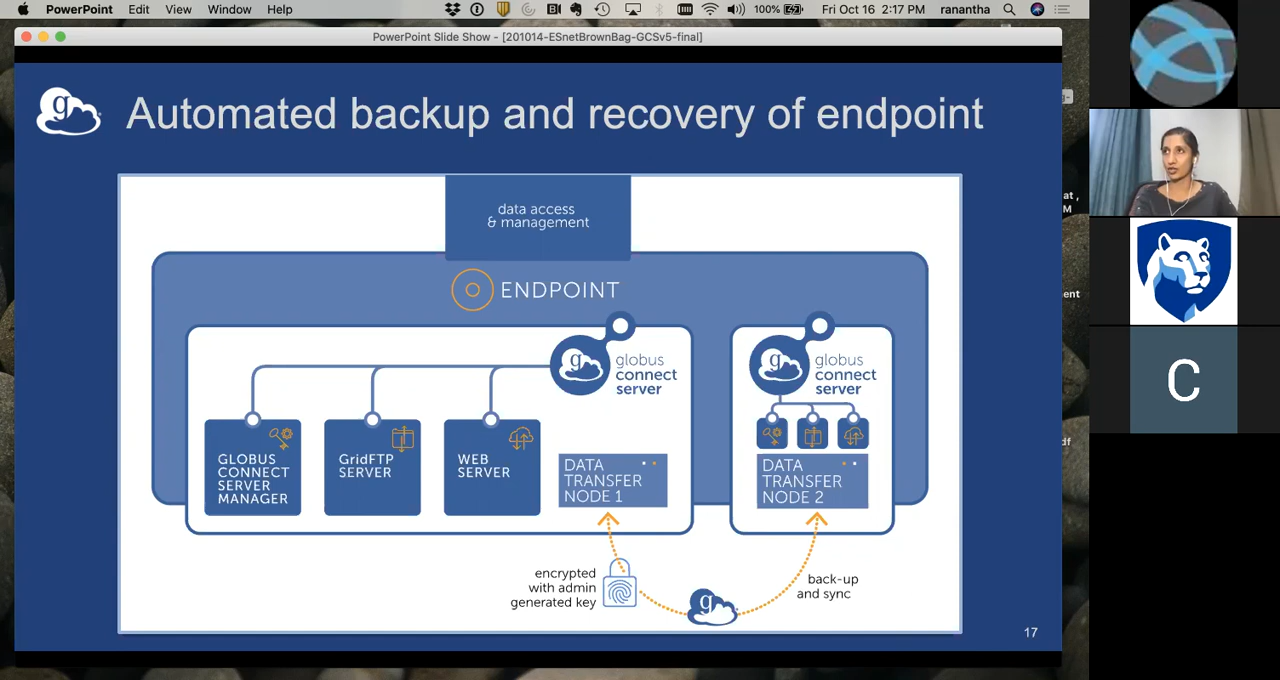 PowerPoint Edit View Window Help 100% Fri Oct 16 2:17 PM ranantha
PowerPoint Slide Show - [201014-ESnetBrownBag-GCSv5-final]
g Automated backup and recovery of endpoint
data access
& management
ENDPOINT
g globus
connect
server
g globus
connect
server
GLOBUS
CONNECT
SERVER
MANAGER
GridFTP
SERVER
WEB
SERVER
DATA
TRANSFER
NODE 1
DATA
TRANSFER
NODE 2
encrypted
with admin
generated key
g
back-up
and sync
17
at ,
M
ent
df
C